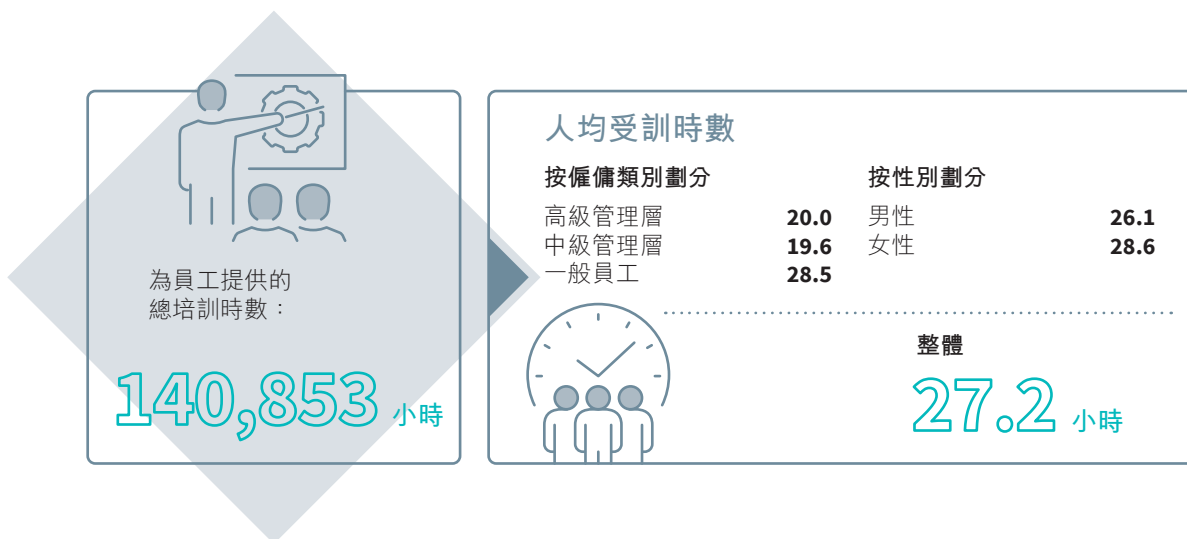 為員工提供的
總培訓時數：
140,853 小時
人均受訓時數
按僱傭類別劃分
高級管理層 20.0
中級管理層 19.6
一般員工 28.5
按性別劃分
男性 26.1
女性 28.6
整體
27.2 小時